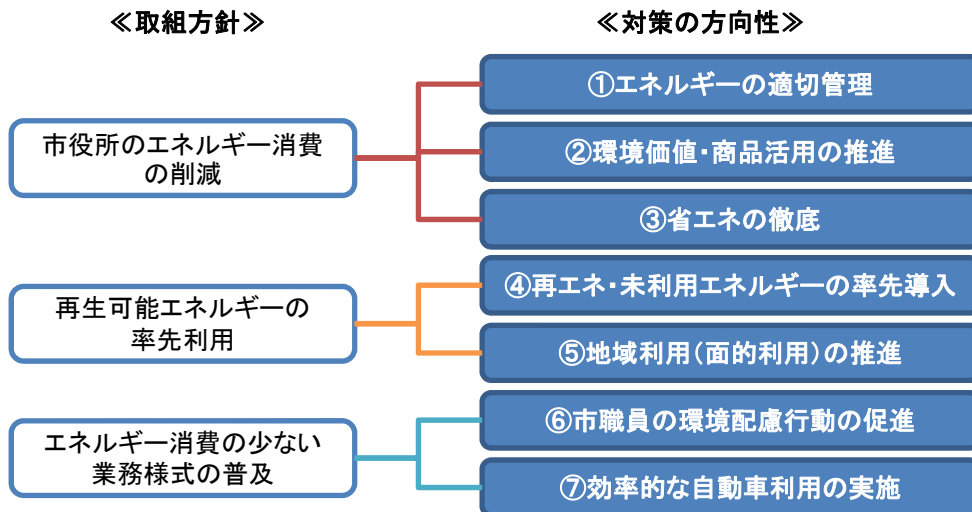 ≪取組方針≫
≪対策の方向性≫
市役所のエネルギー消費
の削減
①エネルギーの適切管理
②環境価値・商品活用の推進
③省エネの徹底
再生可能エネルギーの
率先利用
④再エネ・未利用エネルギーの率先導入
⑤地域利用(面的利用)の推進
エネルギー消費の少ない
業務様式の普及
⑥市職員の環境配慮行動の促進
⑦効率的な自動車利用の実施